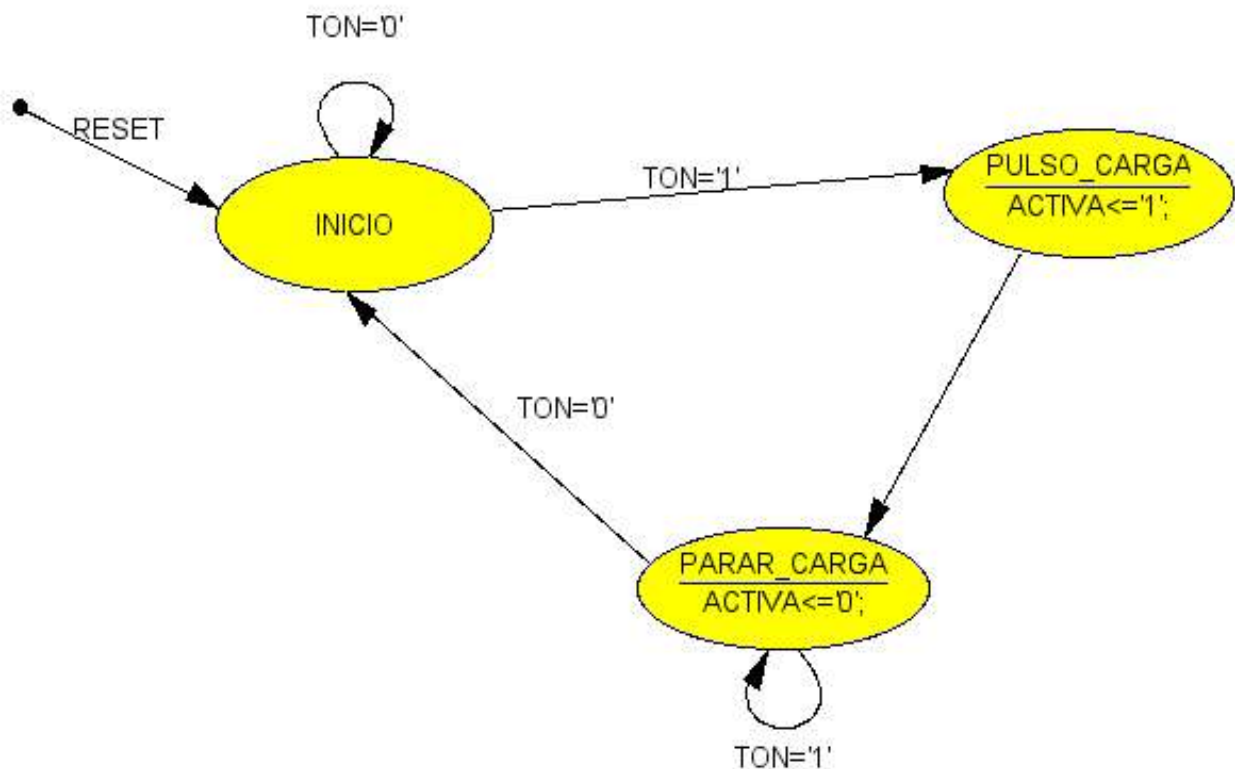 TON='0'
RESET
TON='1'
PULSO_CARGA
ACTIVA<='1';
INICIO
TON='0'
PARAR_CARGA
ACTIVA<='0';
TON='1'